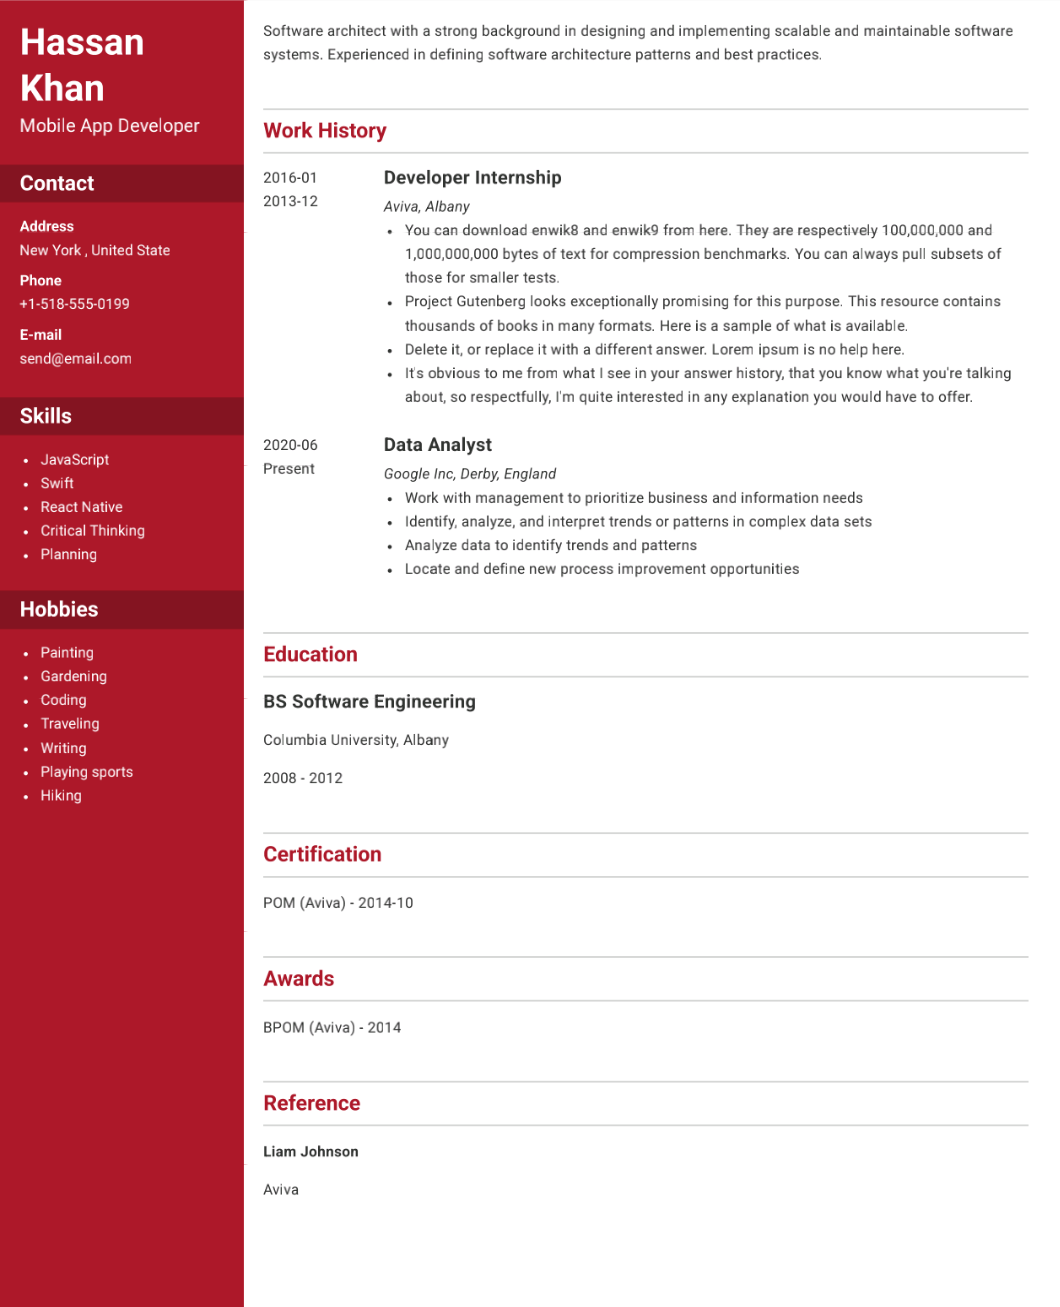 Hassan
Khan
Mobile App Developer
Contact
Address
New York , United State
Phone
+1-518-555-0199
E-mail
send@email.com
Skills
JavaScript
Swift
React Native
Critical Thinking
Planning
Hobbies
Painting
Gardening
Coding
Traveling
Writing
Playing sports
Hiking
Software architect with a strong background in designing and implementing scalable and maintainable software
systems. Experienced in defining software architecture patterns and best practices.
Work History
2016-01
2013-12
Developer Internship
Aviva, Albany
• You can download enwik8 and enwik9 from here. They are respectively 100,000,000 and
1,000,000,000 bytes of text for compression benchmarks. You can always pull subsets of
those for smaller tests.
• Project Gutenberg looks exceptionally promising for this purpose. This resource contains
thousands of books in many formats. Here is a sample of what is available.
• Delete it, or replace it with a different answer. Lorem ipsum is no help here.
• It's obvious to me from what I see in your answer history, that you know what you're talking
about, so respectfully, I'm quite interested in any explanation you would have to offer.
2020-06
Present
Data Analyst
Google Inc, Derby, England
• Work with management to prioritize business and information needs
• Identify, analyze, and interpret trends or patterns in complex data sets
• Analyze data to identify trends and patterns
• Locate and define new process improvement opportunities
Education
BS Software Engineering
Columbia University, Albany
2008 - 2012
Certification
POM (Aviva) - 2014-10
Awards
BPOM (Aviva) - 2014
Reference
Liam Johnson
Aviva